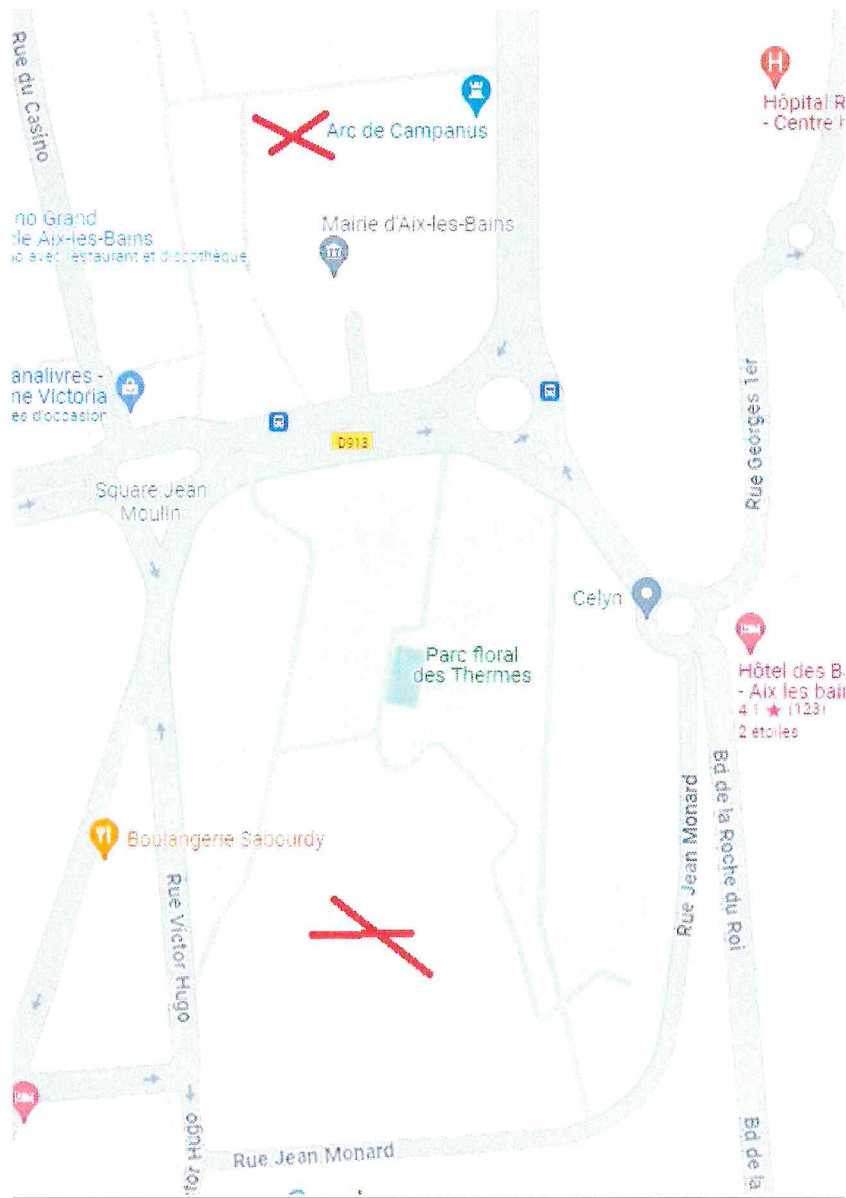 Rue du Casino
H
Hôpital R
- Centre h
Arc de Campanus
Mairie d'Aix-les-Bains
no Grand
de Aix-les-Bains
no avec restaurant et discothèque
analivres -
ne Victoria
es d'occasion
D913
Rue Georges 1er
Square Jean
Moulin
Celyn
Parc floral
des Thermes
Hôtel des B
- Aix les bai
4.1 ★ (123)
2 étoiles
Boulangerie Sabourdy
Rue Victor Hugo
Rue Jean Monard
Bd de la Roche du Roi
tor Hugo
Rue Jean Monard
Bd de la